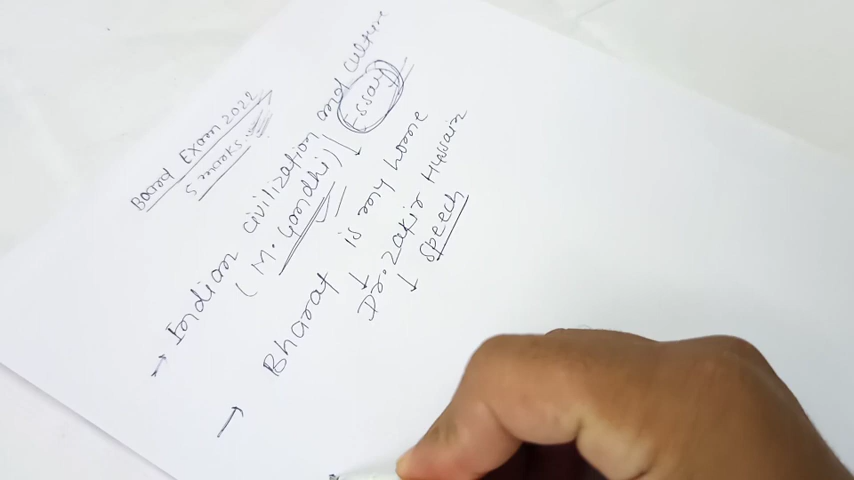 Board Exam 2022
5 marks.
→ Indian civilization and culture
(M. Gandhi) ↓ Essay
→ Bharat is my home
↓
Dr. Zakir Hussain
↓ Speech